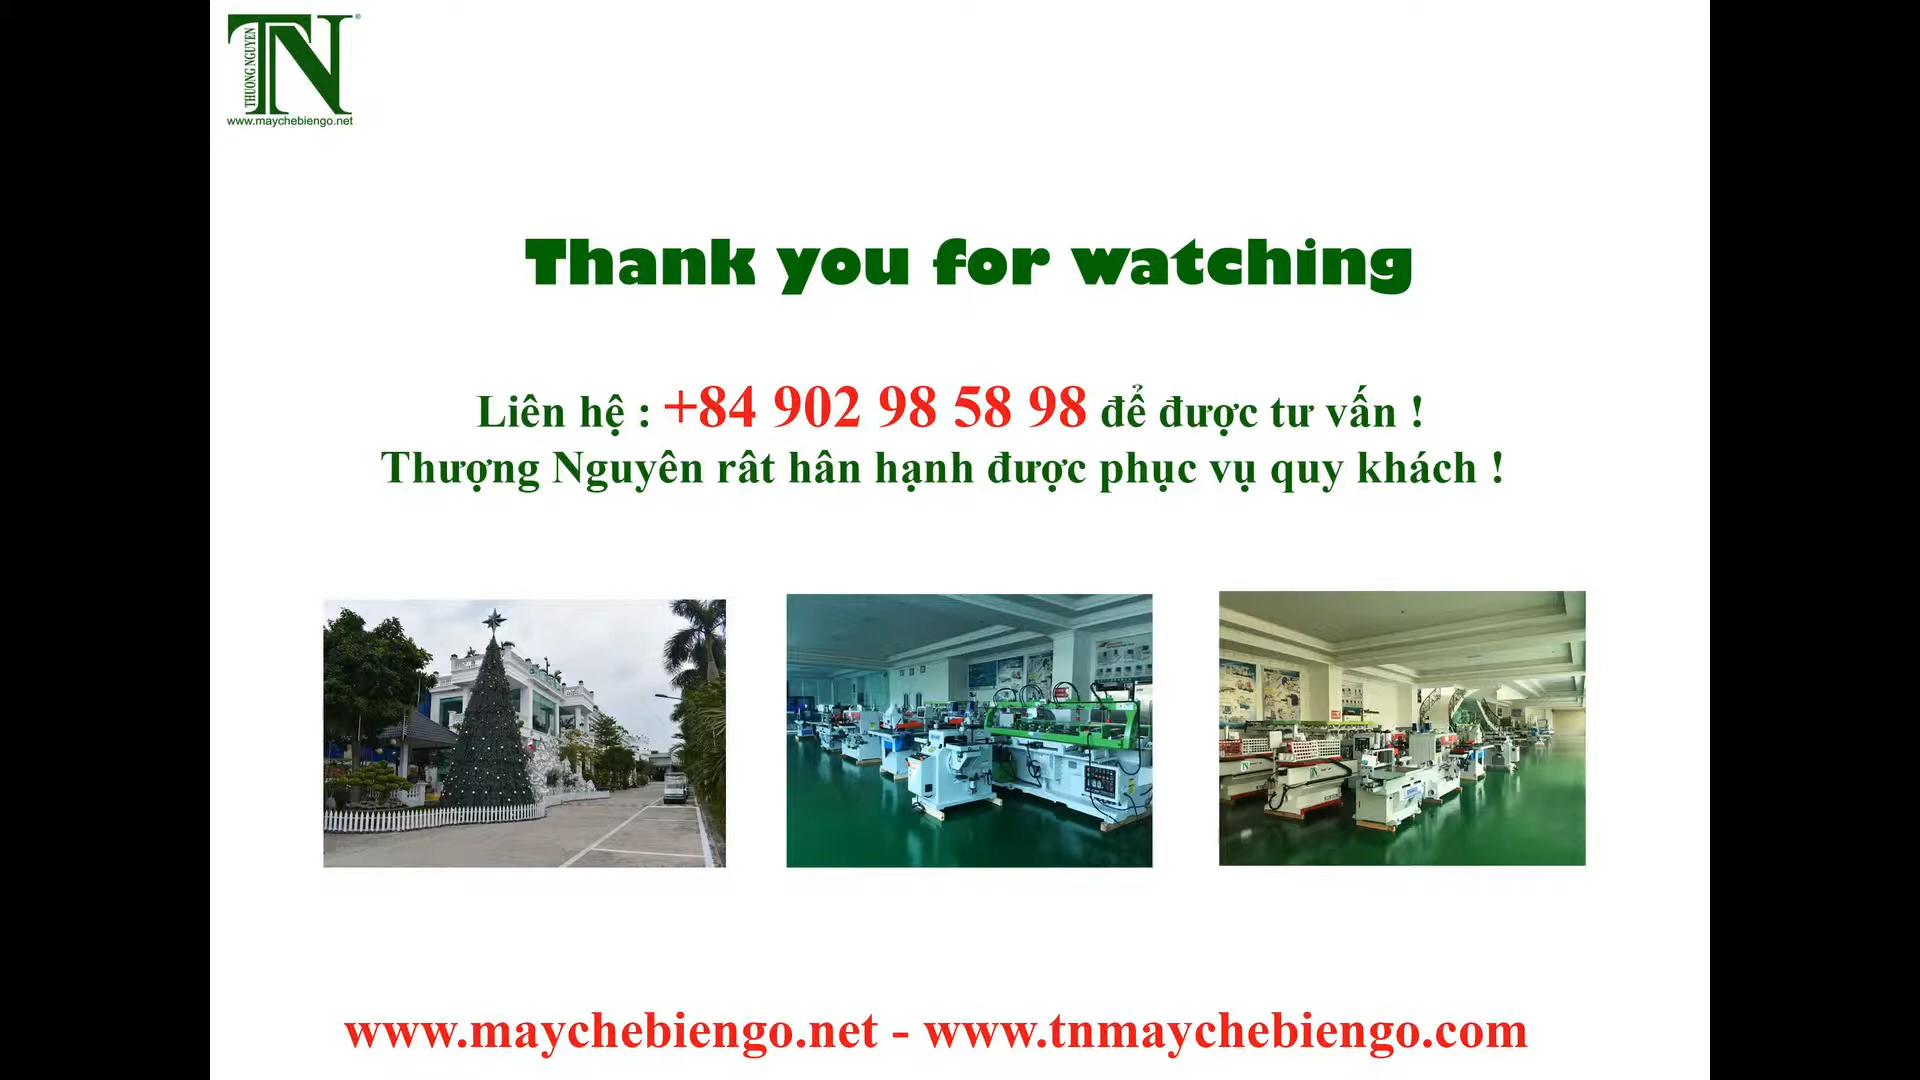 TN
®
THUONG NGUYEN
www.maychebiengo.net
Thank you for watching
Liên hệ : +84 902 98 58 98 để được tư vấn !
Thượng Nguyên rât hân hạnh được phục vụ quy khách !
www.maychebiengo.net - www.tnmaychebiengo.com